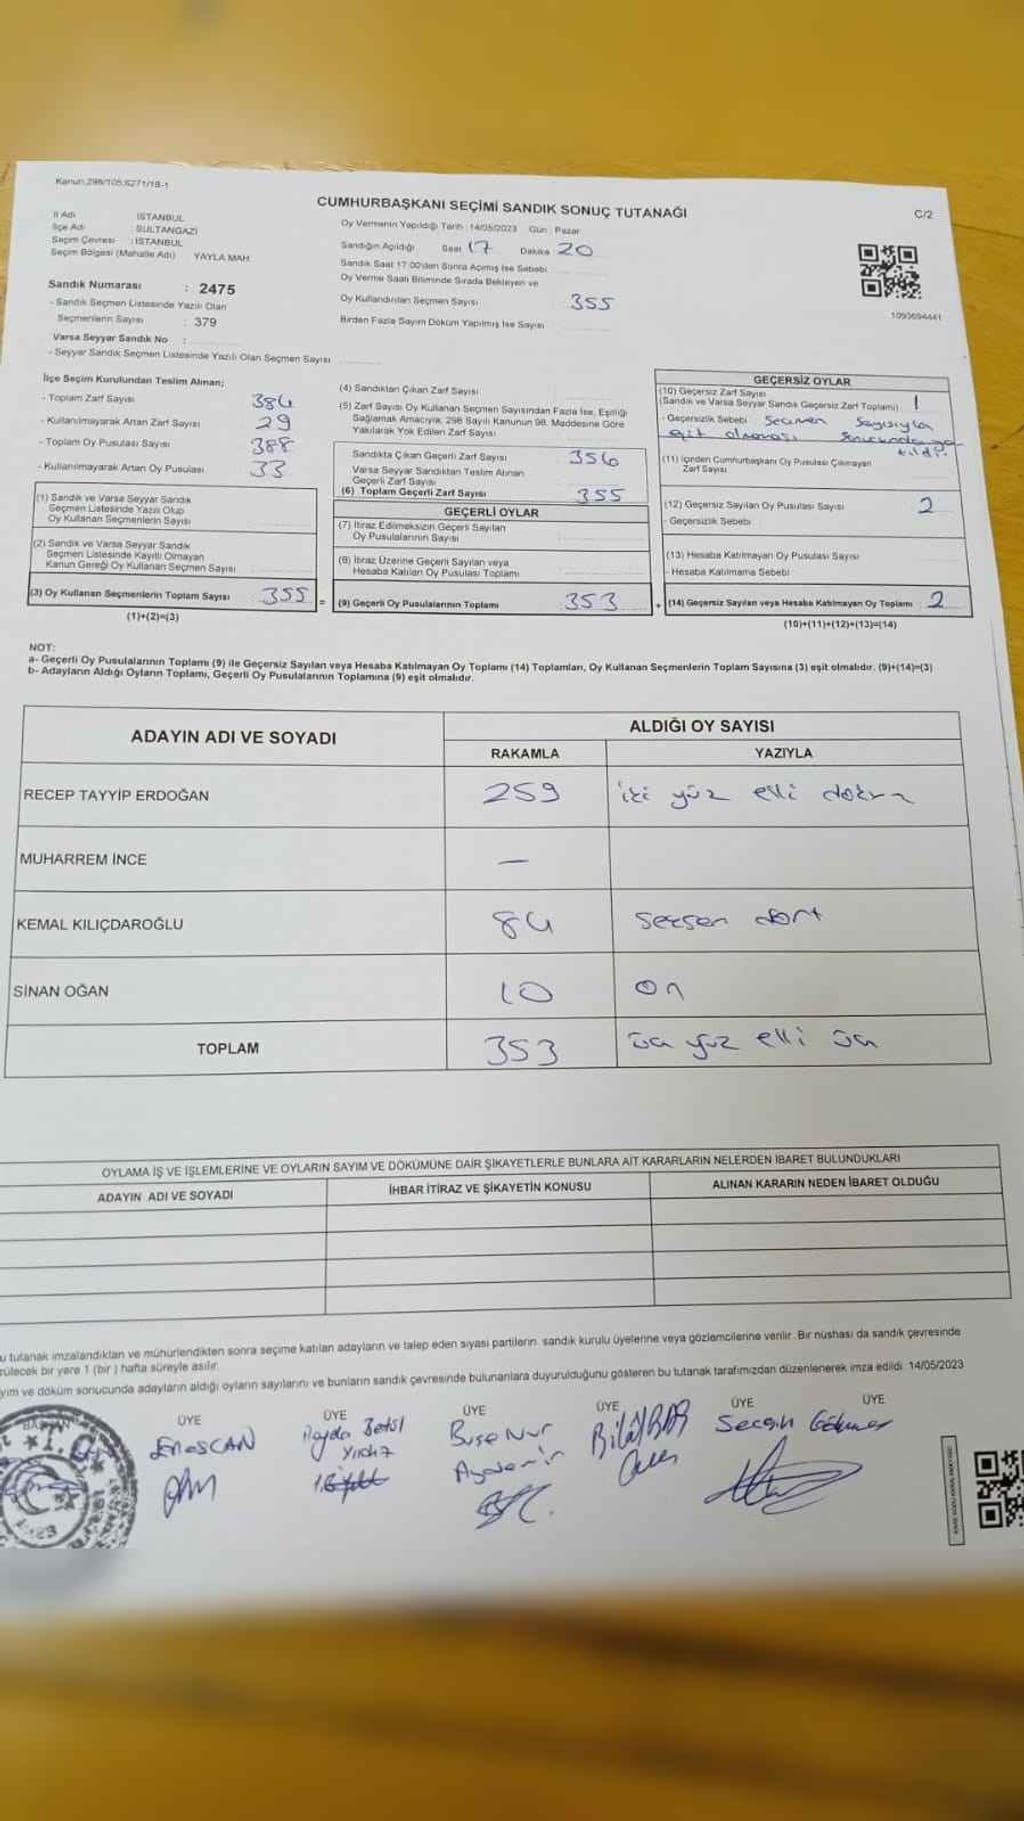 Kanun:298/105;6271/18-1
CUMHURBAŞKANI SEÇİMİ SANDIK SONUÇ TUTANAĞI
C/2
İl Adı : İSTANBUL
İlçe Adı : SULTANGAZİ
Seçim Çevresi : İSTANBUL
Seçim Bölgesi (Mahalle Adı) YAYLA MAH.
Sandık Numarası : 2475
- Sandık Seçmen Listesinde Yazılı Olan
Seçmenlerin Sayısı : 379
Varsa Seyyar Sandık No :
- Seyyar Sandık Seçmen Listesinde Yazılı Olan Seçmen Sayısı
Oy Vermenin Yapıldığı Tarih : 14/05/2023 Gün : Pazar
Sandığın Açıldığı Saat 17 Dakika 20
Sandık Saat 17.00'den Sonra Açılmış İse Sebebi
Oy Verme Saati Bitiminde Sırada Bekleyen ve
Oy Kullandırılan Seçmen Sayısı 355
Birden Fazla Sayım Döküm Yapılmış İse Sayısı
1093694441
İlçe Seçim Kurulundan Teslim Alınan;
- Toplam Zarf Sayısı 384
- Kullanılmayarak Artan Zarf Sayısı 29
- Toplam Oy Pusulası Sayısı 388
- Kullanılmayarak Artan Oy Pusulası 33
(1) Sandık ve Varsa Seyyar Sandık
Seçmen Listesinde Yazılı Olup
Oy Kullanan Seçmenlerin Sayısı
(2) Sandık ve Varsa Seyyar Sandık
Seçmen Listesinde Kayıtlı Olmayan
Kanun Gereği Oy Kullanan Seçmen Sayısı
(3) Oy Kullanan Seçmenlerin Toplam Sayısı 355 =
(1)+(2)=(3)
(4) Sandıktan Çıkan Zarf Sayısı
(5) Zarf Sayısı Oy Kullanan Seçmen Sayısından Fazla İse, Eşitliği
Sağlamak Amacıyla, 298 Sayılı Kanunun 98. Maddesine Göre
Yakılarak Yok Edilen Zarf Sayısı
Sandıkta Çıkan Geçerli Zarf Sayısı 356
Varsa Seyyar Sandıktan Teslim Alınan
Geçerli Zarf Sayısı
(6) Toplam Geçerli Zarf Sayısı 355
GEÇERLİ OYLAR
(7) İtiraz Edilmeksizin Geçerli Sayılan
Oy Pusulalarının Sayısı
(8) İtiraz Üzerine Geçerli Sayılan veya
Hesaba Katılan Oy Pusulası Toplamı
(9) Geçerli Oy Pusulalarının Toplamı 353 +
GEÇERSİZ OYLAR
(10) Geçersiz Zarf Sayısı
(Sandık ve Varsa Seyyar Sandık Geçersiz Zarf Toplamı) 1
- Geçersizlik Sebebi Seçmen Sayısıyla
eşit olmaması sonucunda
(11) İçinden Cumhurbaşkanı Oy Pusulası Çıkmayan
Zarf Sayısı
(12) Geçersiz Sayılan Oy Pusulası Sayısı 2
- Geçersizlik Sebebi
(13) Hesaba Katılmayan Oy Pusulası Sayısı
- Hesaba Katılmama Sebebi
(14) Geçersiz Sayılan veya Hesaba Katılmayan Oy Toplamı 2
(10)+(11)+(12)+(13)=(14)
NOT:
a- Geçerli Oy Pusulalarının Toplamı (9) ile Geçersiz Sayılan veya Hesaba Katılmayan Oy Toplamı (14) Toplamları, Oy Kullanan Seçmenlerin Toplam Sayısına (3) eşit olmalıdır. (9)+(14)=(3)
b- Adayların Aldığı Oyların Toplamı, Geçerli Oy Pusulalarının Toplamına (9) eşit olmalıdır.
ADAYIN ADI VE SOYADI
ALDIĞI OY SAYISI
RAKAMLA YAZIYLA
RECEP TAYYİP ERDOĞAN 259 iki yüz elli dokuz
MUHARREM İNCE —
KEMAL KILIÇDAROĞLU 84 seksen dört
SİNAN OĞAN 10 on
TOPLAM 353 üç yüz elli üç
OYLAMA İŞ VE İŞLEMLERİNE VE OYLARIN SAYIM VE DÖKÜMÜNE DAİR ŞİKAYETLERLE BUNLARA AİT KARARLARIN NELERDEN İBARET BULUNDUKLARI
ADAYIN ADI VE SOYADI İHBAR İTİRAZ VE ŞİKAYETİN KONUSU ALINAN KARARIN NEDEN İBARET OLDUĞU
u tutanak imzalandıktan ve mühürlendikten sonra seçime katılan adayların ve talep eden siyasi partilerin, sandık kurulu üyelerine veya gözlemcilerine verilir. Bir nüshası da sandık çevresinde
rülecek bir yere 1 (bir) hafta süreyle asılır.
yım ve döküm sonucunda adayların aldığı oyların sayılarını ve bunların sandık çevresinde bulunanlara duyurulduğunu gösteren bu tutanak tarafımızdan düzenlenerek imza edildi. 14/05/2023
BAŞKAN ÜYE ÜYE ÜYE ÜYE ÜYE ÜYE
Enes CAN
Betül
Yıldız
Buse Nur
Bilal BAŞ
Seçgin Gökmen
T.C.